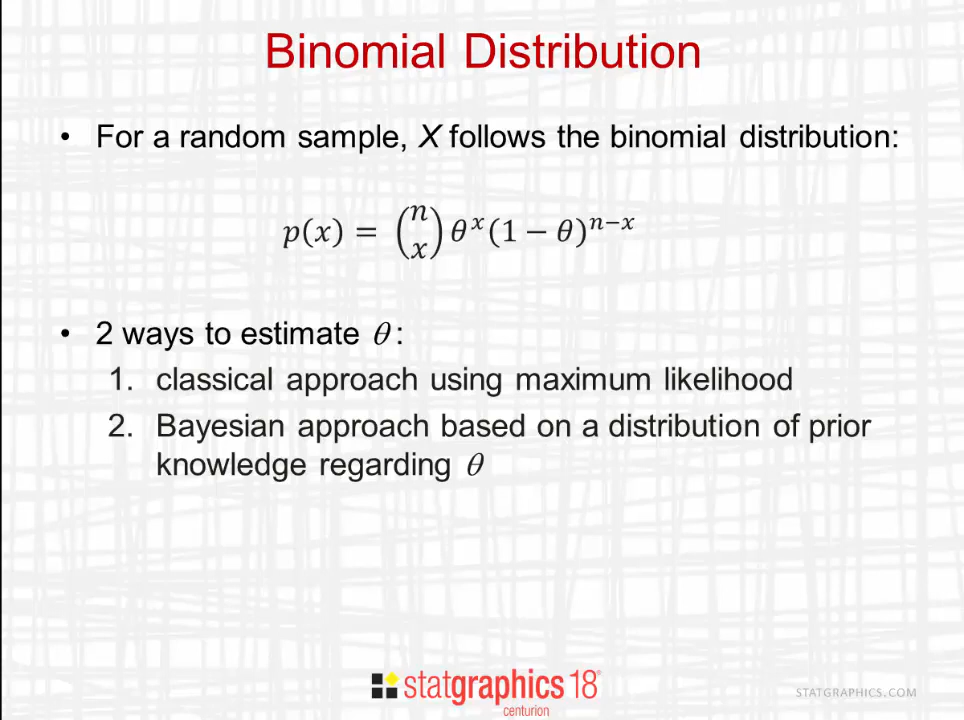 Binomial Distribution
• For a random sample, X follows the binomial distribution:
p(x) = (n x) θ^x (1 − θ)^{n−x}
• 2 ways to estimate θ :
1. classical approach using maximum likelihood
2. Bayesian approach based on a distribution of prior
knowledge regarding θ
statgraphics 18®
centurion
STATGRAPHICS.COM